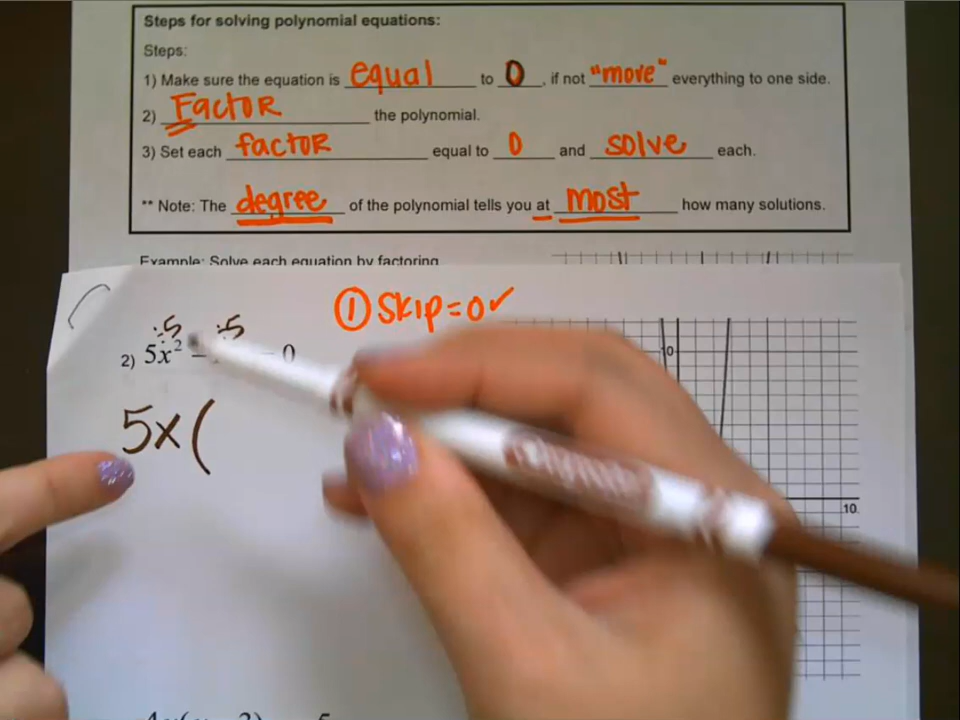 Steps for solving polynomial equations:
Steps:
1) Make sure the equation is equal to 0, if not "move" everything to one side.
2) Factor the polynomial.
3) Set each factor equal to 0 and solve each.
** Note: The degree of the polynomial tells you at most how many solutions.
Example: Solve each equation by factoring
① Skip = 0 ✓
÷5 ÷5
2) 5x² − 0
5x(
10
10